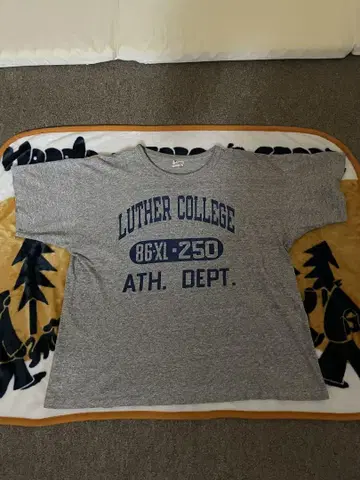 LUTHER COLLEGE
86-XL-250
ATH. DEPT.